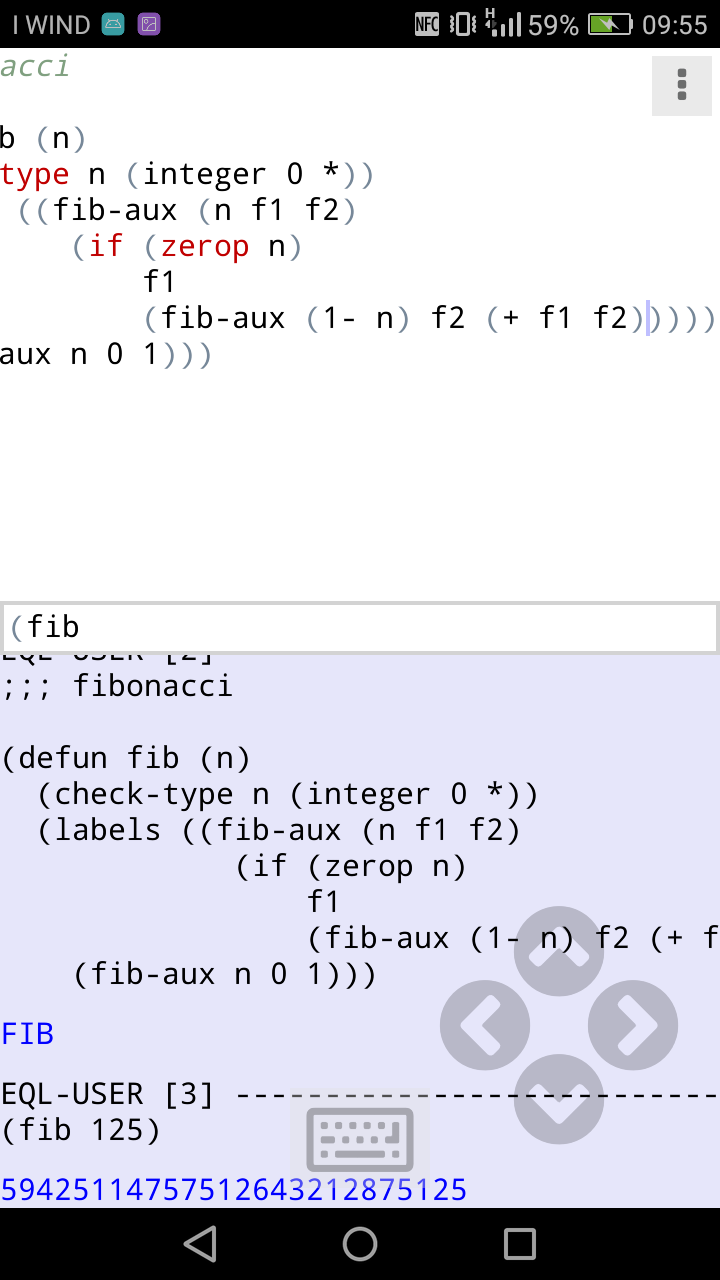 I WIND NFC H 59% 09:55
acci
b (n)
type n (integer 0 *))
((fib-aux (n f1 f2)
(if (zerop n)
f1
(fib-aux (1- n) f2 (+ f1 f2)))))
aux n 0 1)))
(fib
EQL-USER [2]
;;; fibonacci
(defun fib (n)
(check-type n (integer 0 *))
(labels ((fib-aux (n f1 f2)
(if (zerop n)
f1
(fib-aux (1- n) f2 (+ f
(fib-aux n 0 1)))
FIB
EQL-USER [3] ---------------------------
(fib 125)
59425114757512643212875125